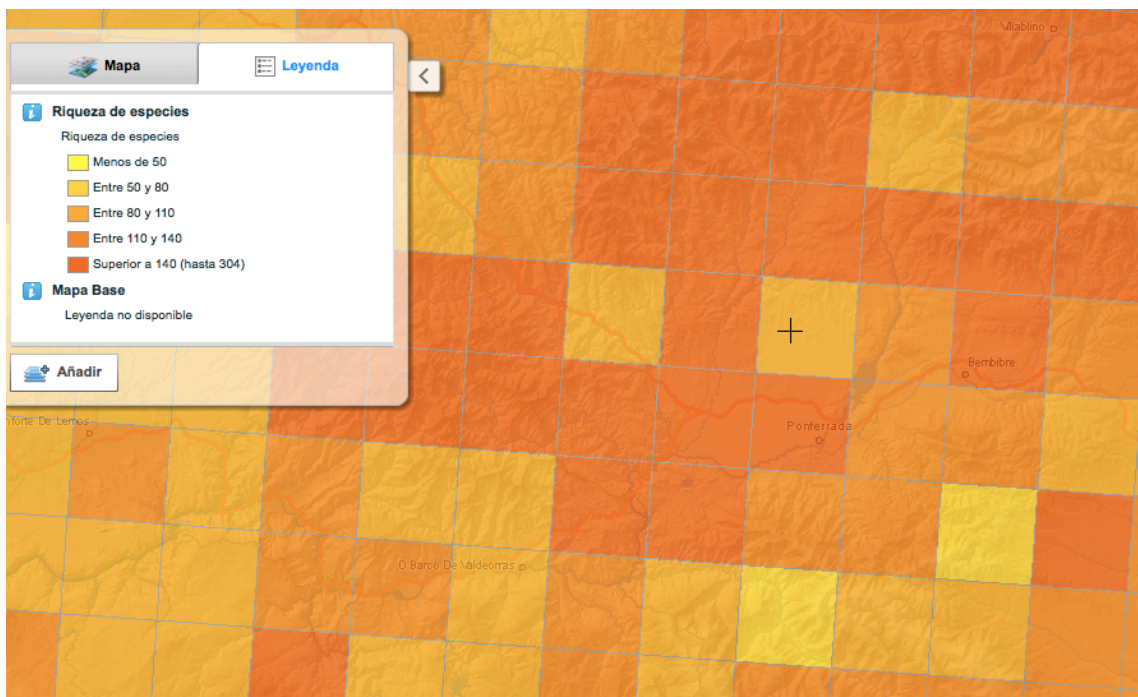 Mapa
Leyenda
Riqueza de especies
Riqueza de especies
Menos de 50
Entre 50 y 80
Entre 80 y 110
Entre 110 y 140
Superior a 140 (hasta 304)
Mapa Base
Leyenda no disponible
Añadir
Villablino
Bembibre
Ponferrada
De Lemos
O Barco De Valdeorras